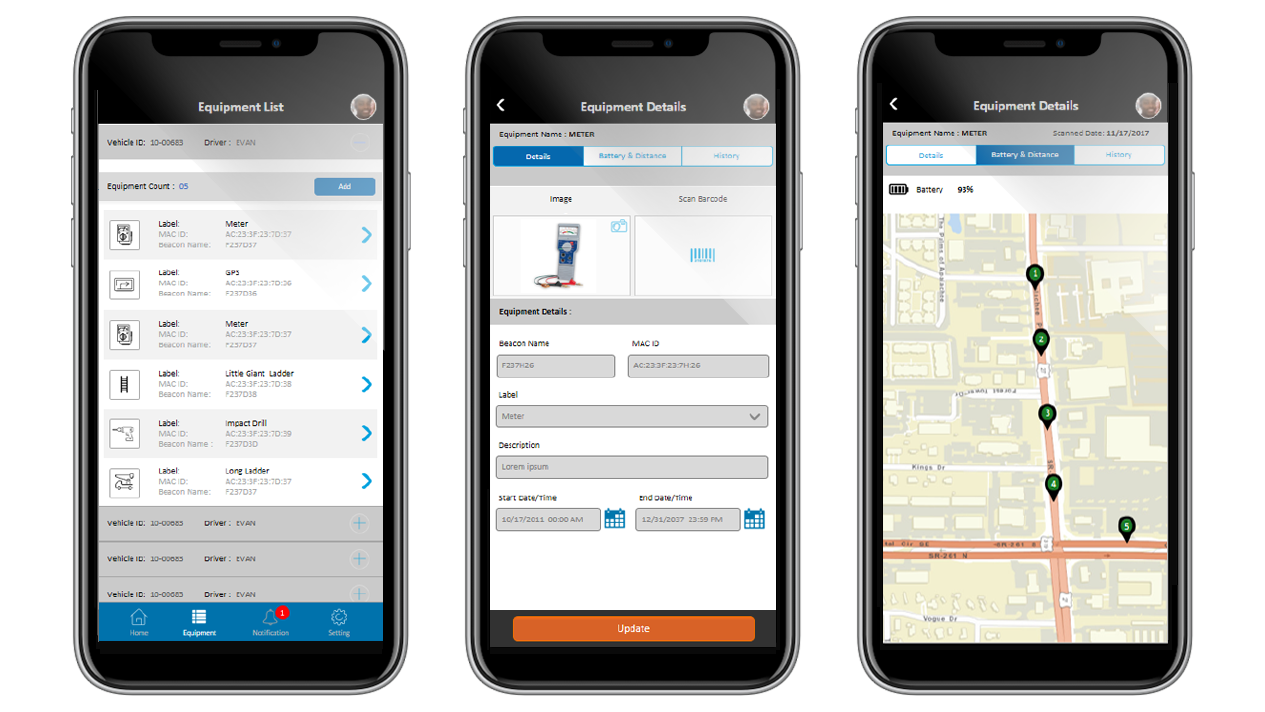 Equipment List
Vehicle ID: 10-00683 Driver : EVAN
Equipment Count : 05 Add
Label: Meter
MAC ID: AC:23:3F:23:7D:37
Beacon Name: F237D37
Label: GPS
MAC ID: AC:23:3F:23:7D:36
Beacon Name: F237D36
Label: Meter
MAC ID: AC:23:3F:23:7D:37
Beacon Name: F237D37
Label: Little Giant Ladder
MAC ID: AC:23:3F:23:7D:38
Beacon Name: F237D38
Label: Impact Drill
MAC ID: AC:23:3F:23:7D:39
Beacon Name : F237D3D
Label: Long Ladder
MAC ID: AC:23:3F:23:7D:37
Beacon Name: F237D37
Vehicle ID: 10-00683 Driver : EVAN
Vehicle ID: 10-00683 Driver : EVAN
Vehicle ID: 10-00683 Driver : EVAN
1
Home Equipment Notification Setting
Equipment Details
Equipment Name : METER
Details Battery & Distance History
Image Scan Barcode
Equipment Details :
Beacon Name MAC ID
F237H26 AC:23:3F:23:7H:26
Label
Meter
Description
Lorem ipsum
Start Date/Time End Date/Time
10/17/2011 00:00 AM 12/31/2037 23:59 PM
Update
Equipment Details
Equipment Name : METER Scanned Date: 11/17/2017
Details Battery & Distance History
Battery 93%
The Palms of Apalachee
1
2
Forest Tower Dr
3
Kings Dr
4
5
SR-261 S
SR-261 N
Vogue Dr